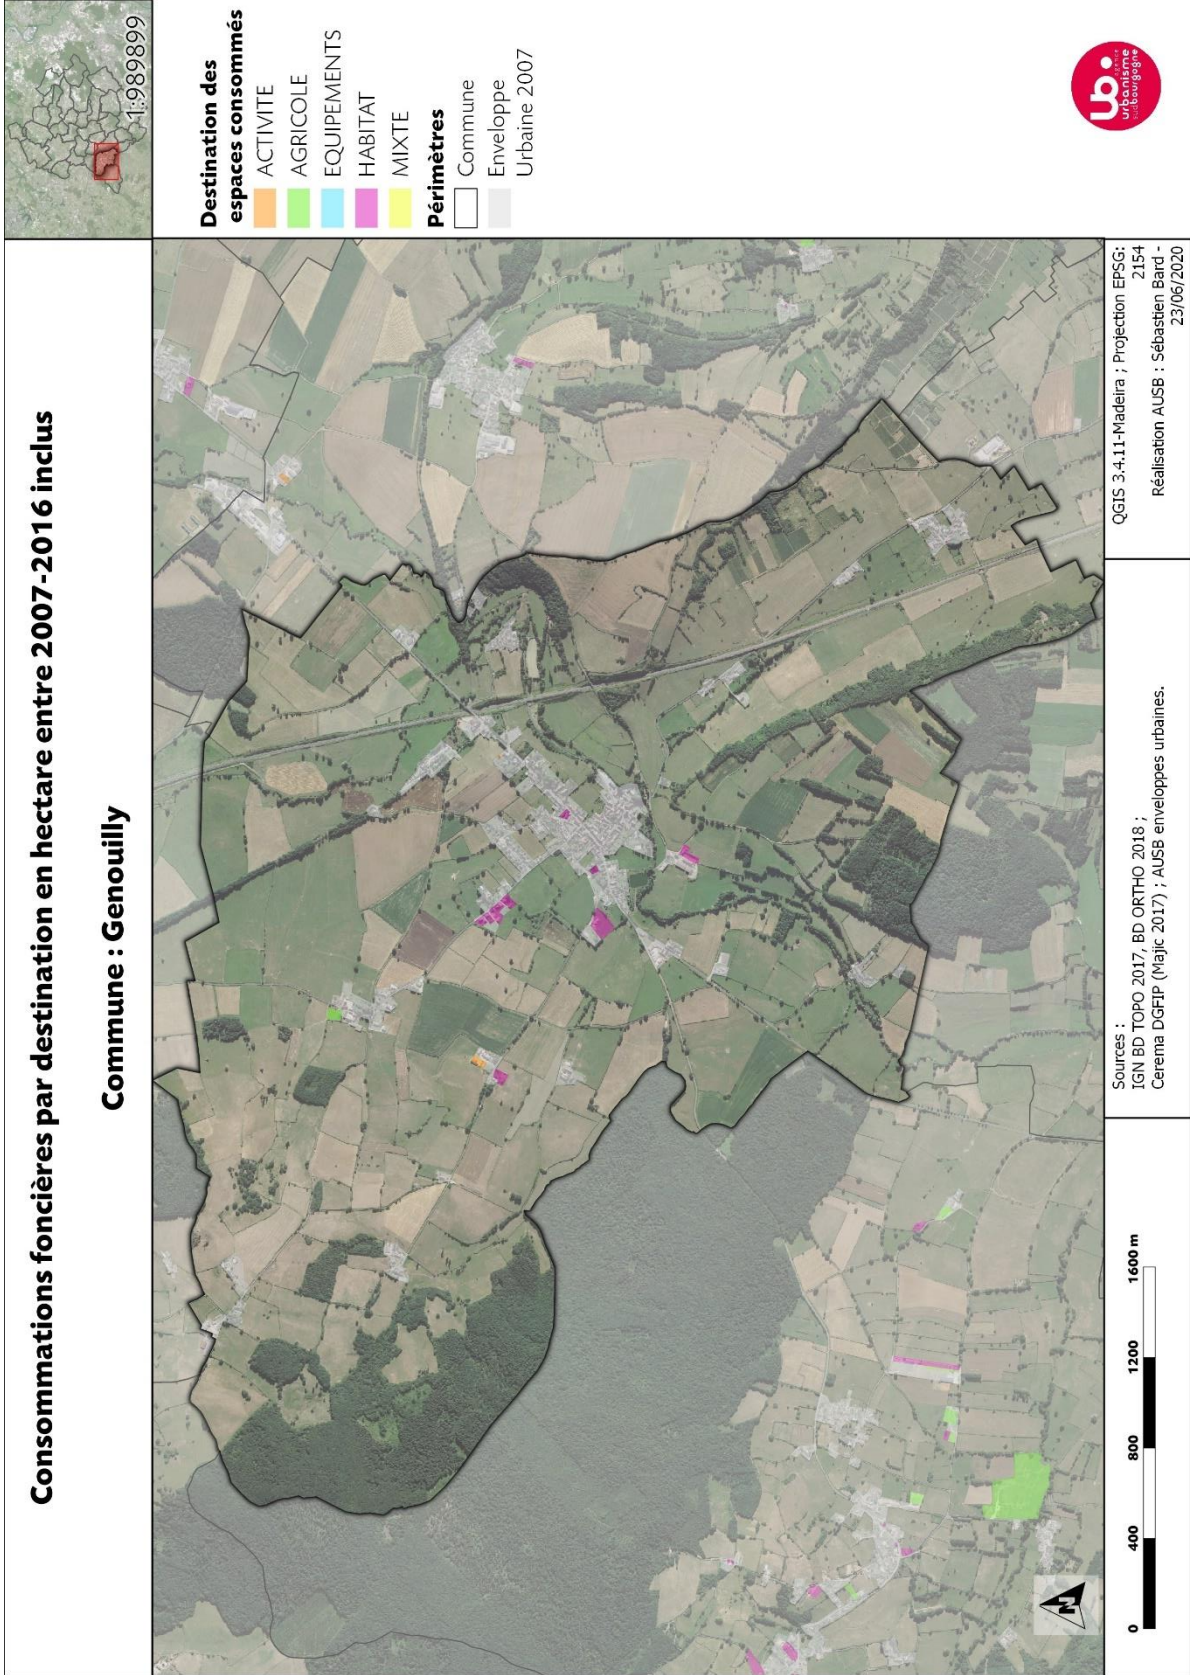 Consommations foncières par destination en hectare entre 2007-2016 inclus
Commune : Genouilly
1:989899
Destination des
espaces consommés
ACTIVITE
AGRICOLE
EQUIPEMENTS
HABITAT
MIXTE
Périmètres
Commune
Enveloppe
Urbaine 2007
N
0 400 800 1200 1600 m
Sources :
IGN BD TOPO 2017, BD ORTHO 2018 ;
Cerema DGFIP (Majic 2017) ; AUSB enveloppes urbaines.
QGIS 3.4.11-Madeira ; Projection EPSG:
2154
Réalisation AUSB : Sébastien Bard -
23/06/2020
ub.
agence
urbanisme
sudbourgogne